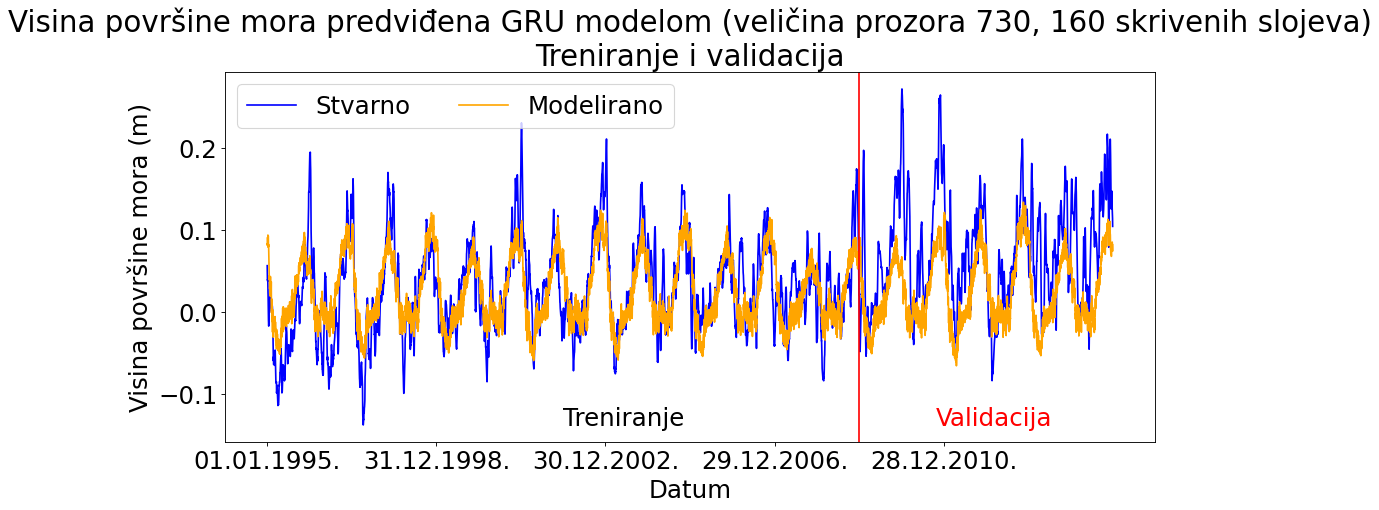 Visina površine mora predviđena GRU modelom (veličina prozora 730, 160 skrivenih slojeva)
Treniranje i validacija
Stvarno
Modelirano
Visina površine mora (m)
0.2
0.1
0.0
−0.1
Treniranje
Validacija
01.01.1995.
31.12.1998.
30.12.2002.
29.12.2006.
28.12.2010.
Datum